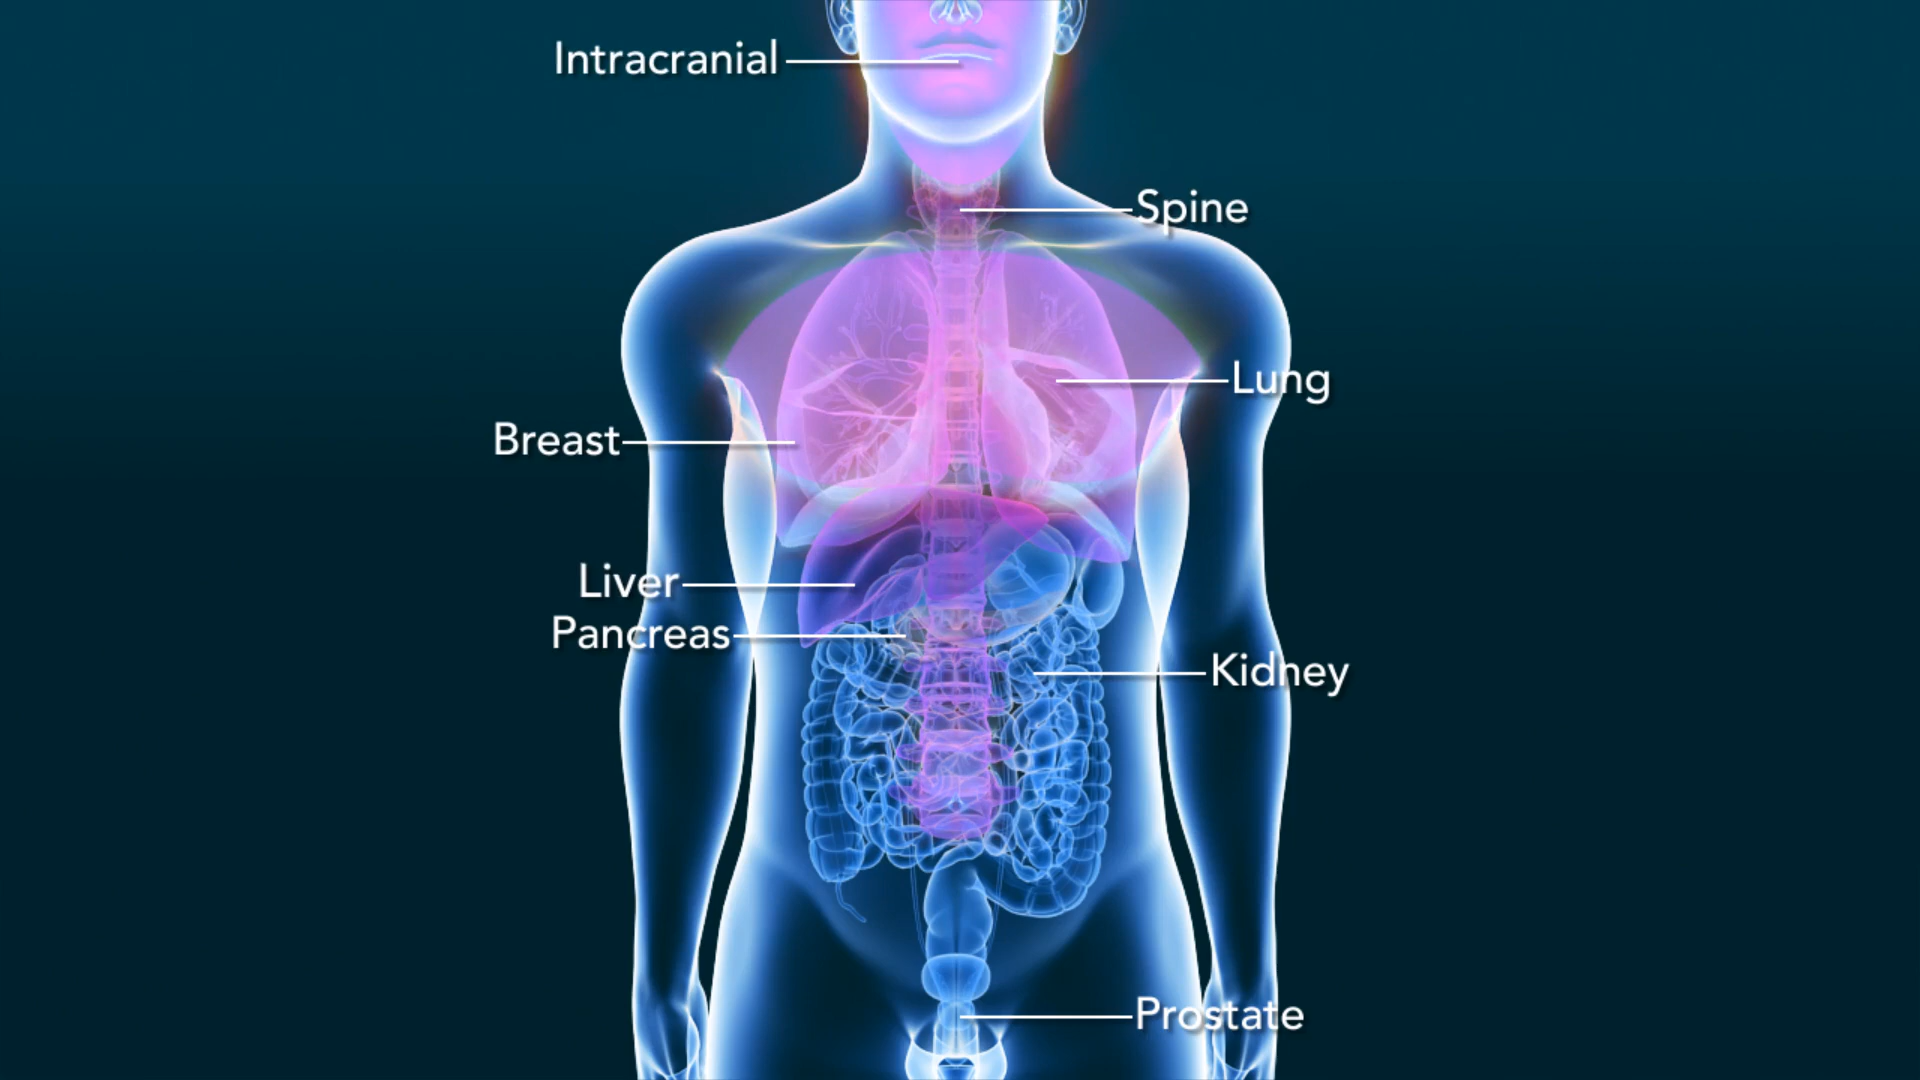 Intracranial
Spine
Lung
Breast
Liver
Pancreas
Kidney
Prostate